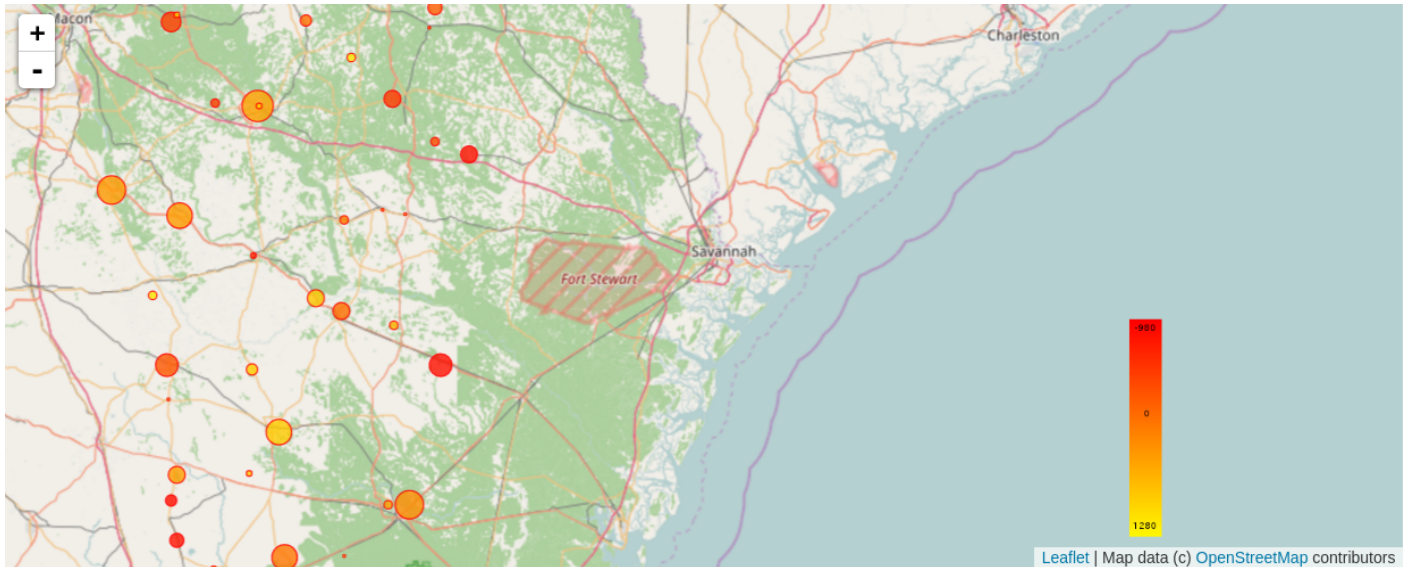 Macon
+
-
Charleston
Savannah
Fort Stewart
-980
0
1280
Leaflet | Map data (c) OpenStreetMap contributors